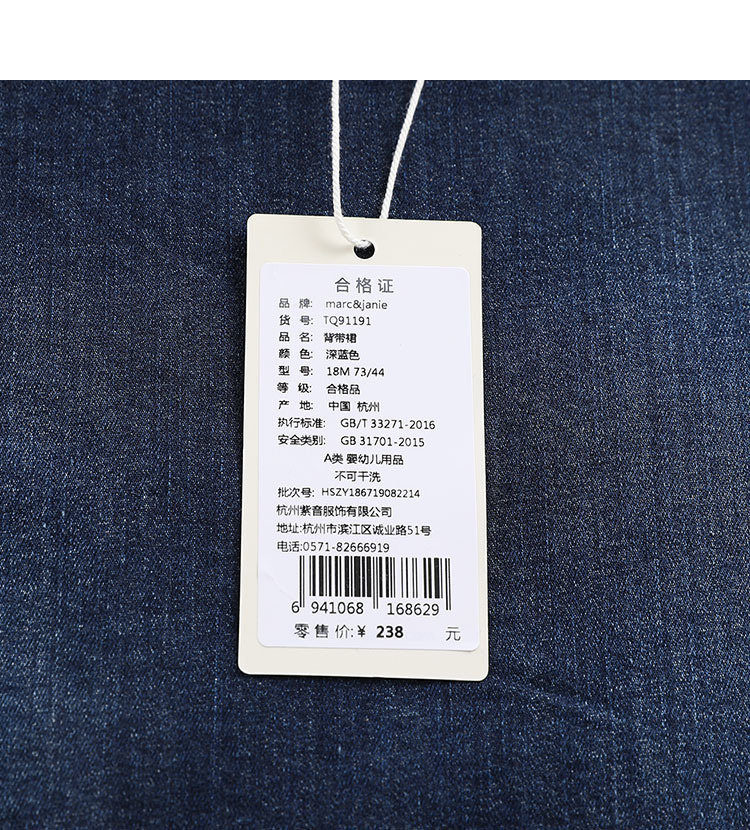 合格证
品 牌: marc&janie
货 号: TQ91191
品 名: 背带裙
颜 色: 深蓝色
型 号: 18M 73/44
等 级: 合格品
产 地: 中国 杭州
执行标准: GB/T 33271-2016
安全类别: GB 31701-2015
A类 婴幼儿用品
不可干洗
批次号: HSZY186719082214
杭州紫音服饰有限公司
地址:杭州市滨江区诚业路51号
电话:0571-82666919
6 941068 168629
零售价:¥ 238 元